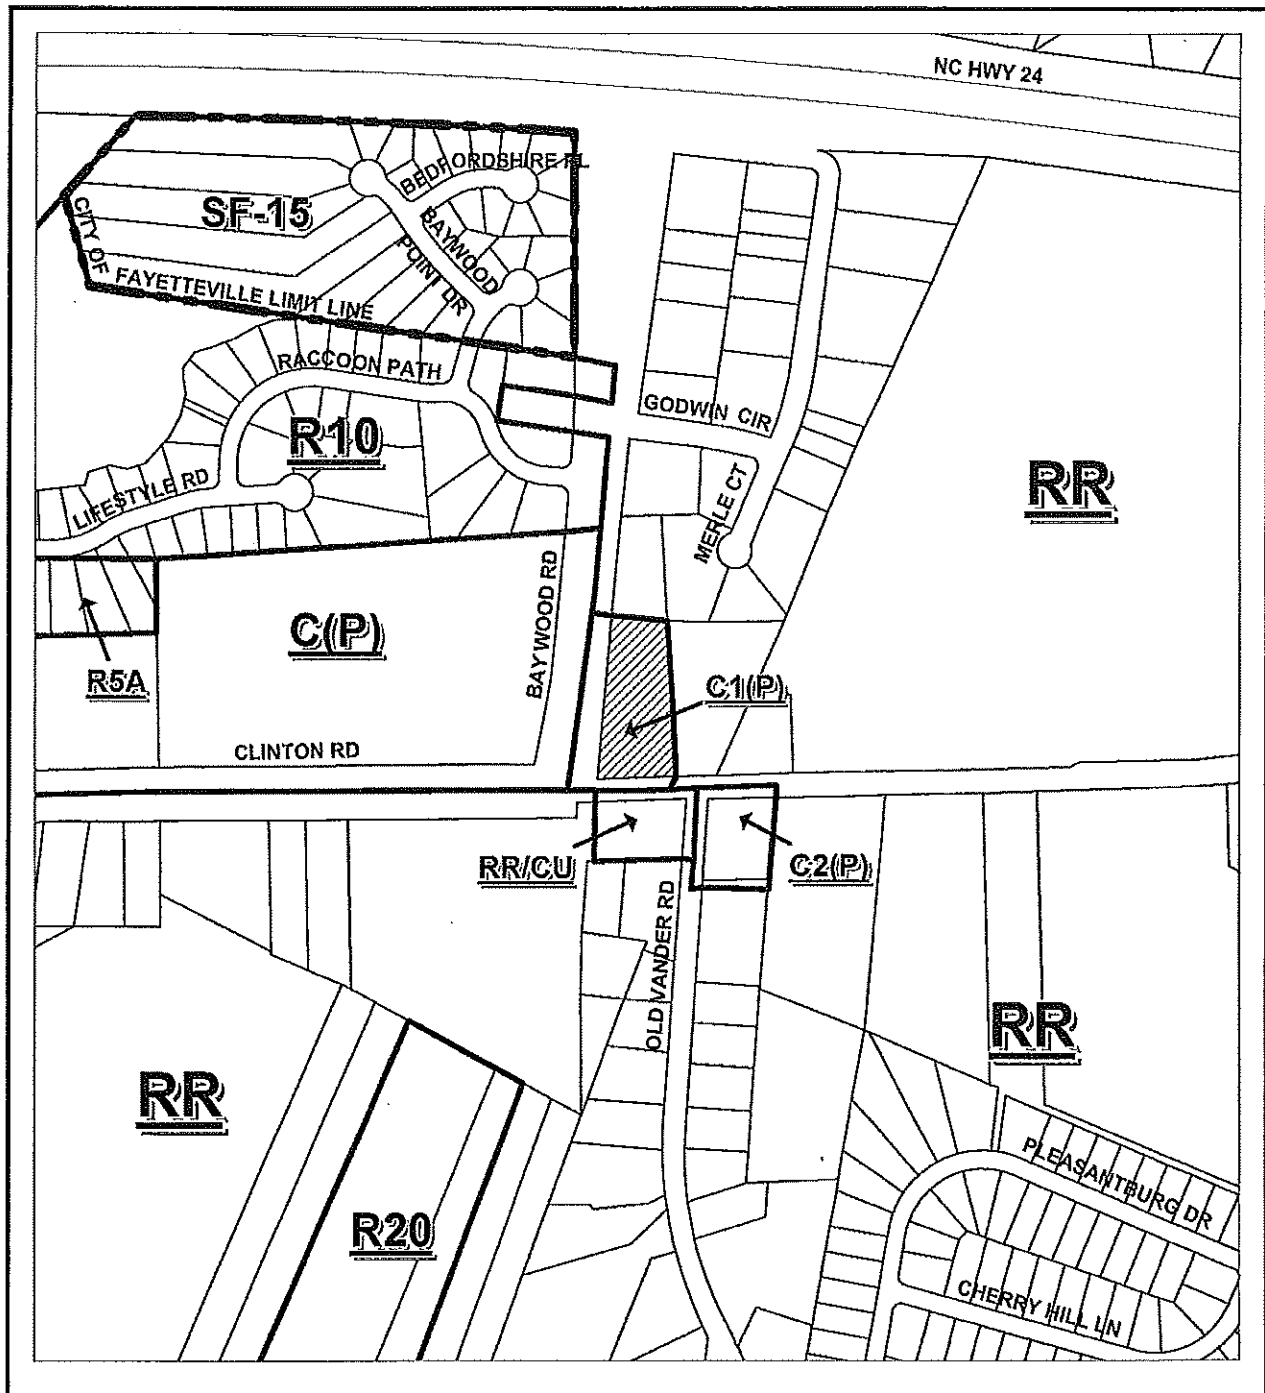 NC HWY 24
BEDFORDSHIRE PL
SF-15
BAYWOOD
POINT DR
CITY OF
FAYETTEVILLE LIMIT LINE
RACCOON PATH
GODWIN CIR
R10
RR
LIFESTYLE RD
MERLE CT
BAYWOOD RD
C(P)
R5A
C1(P)
CLINTON RD
RR/CU
C2(P)
OLD VANDER RD
RR
RR
PLEASANTBURG DR
R20
CHERRY HILL LN